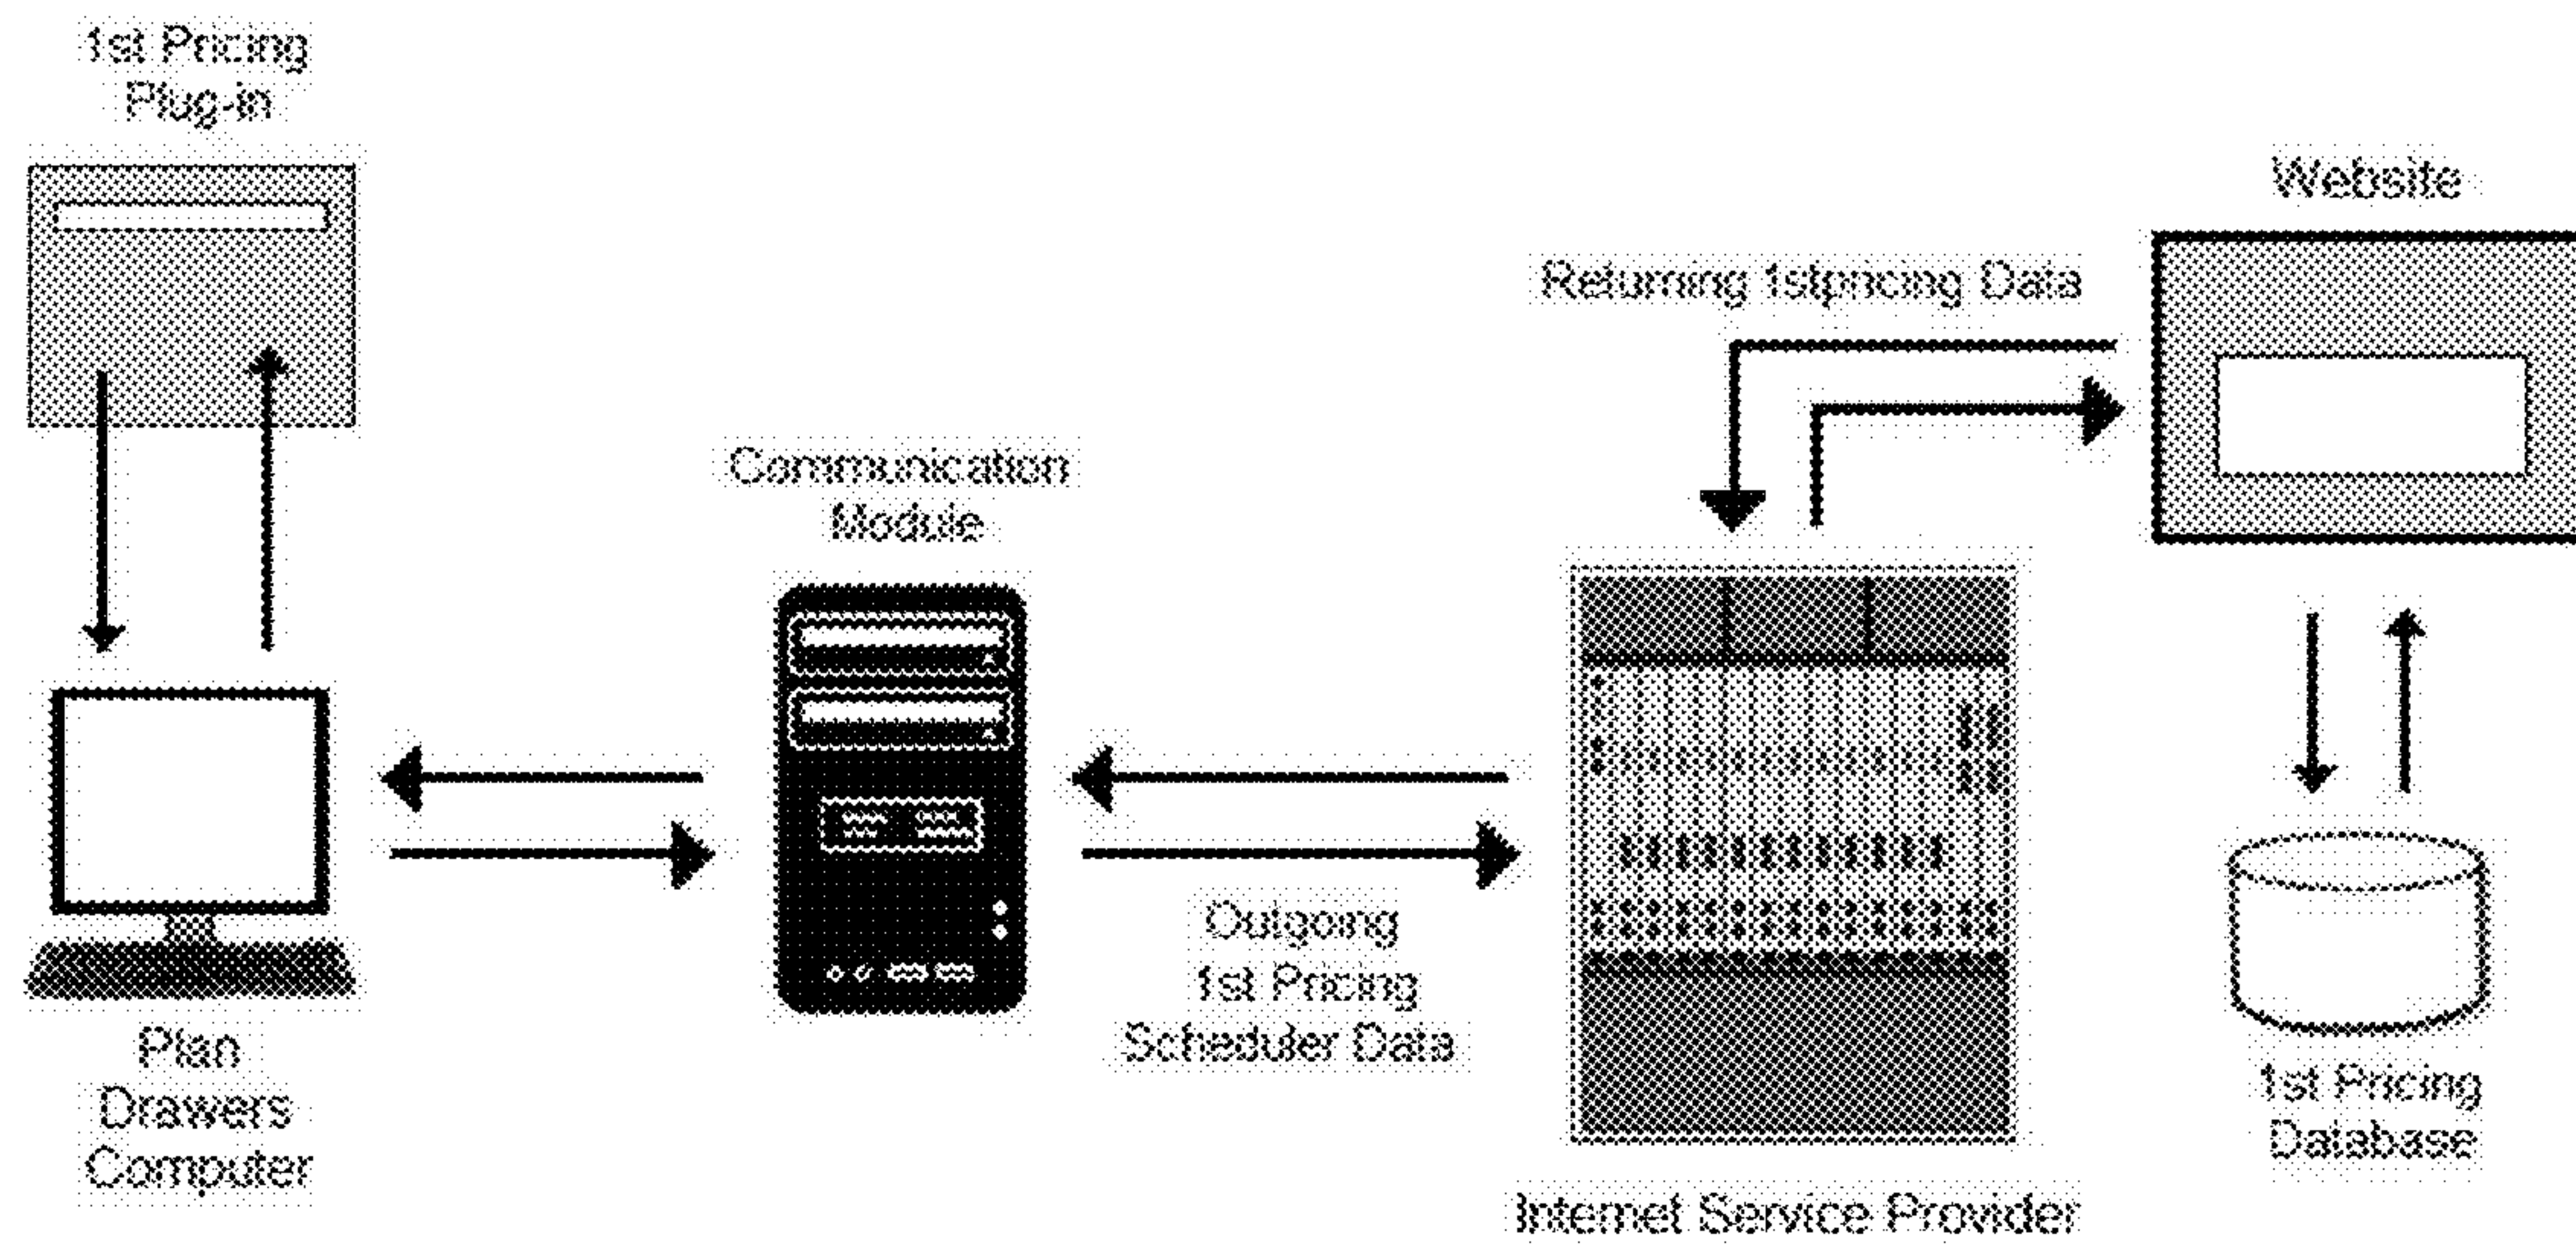 1st Pricing
Plug-in
Website
Returning 1stpricing Data
Communication
Module
Outgoing
1st Pricing
Scheduler Data
Plan
Drawers
Computer
1st Pricing
Database
Internet Service Provider